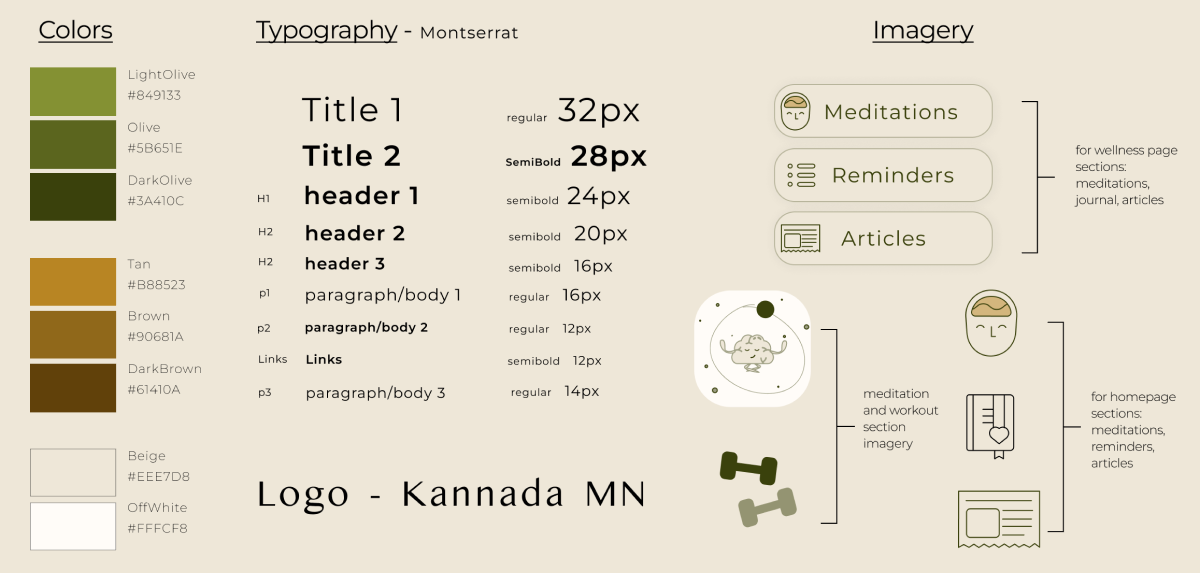 Colors
LightOlive
#849133
Olive
#5B651E
DarkOlive
#3A410C
Tan
#B88523
Brown
#90681A
DarkBrown
#61410A
Beige
#EEE7D8
OffWhite
#FFFCF8
Typography - Montserrat
Title 1 regular 32px
Title 2 SemiBold 28px
H1 header 1 semibold 24px
H2 header 2 semibold 20px
H2 header 3 semibold 16px
p1 paragraph/body 1 regular 16px
p2 paragraph/body 2 regular 12px
Links Links semibold 12px
p3 paragraph/body 3 regular 14px
Logo - Kannada MN
Imagery
Meditations
Reminders
Articles
for wellness page
sections:
meditations,
journal, articles
meditation
and workout
section
imagery
for homepage
sections:
meditations,
reminders,
articles